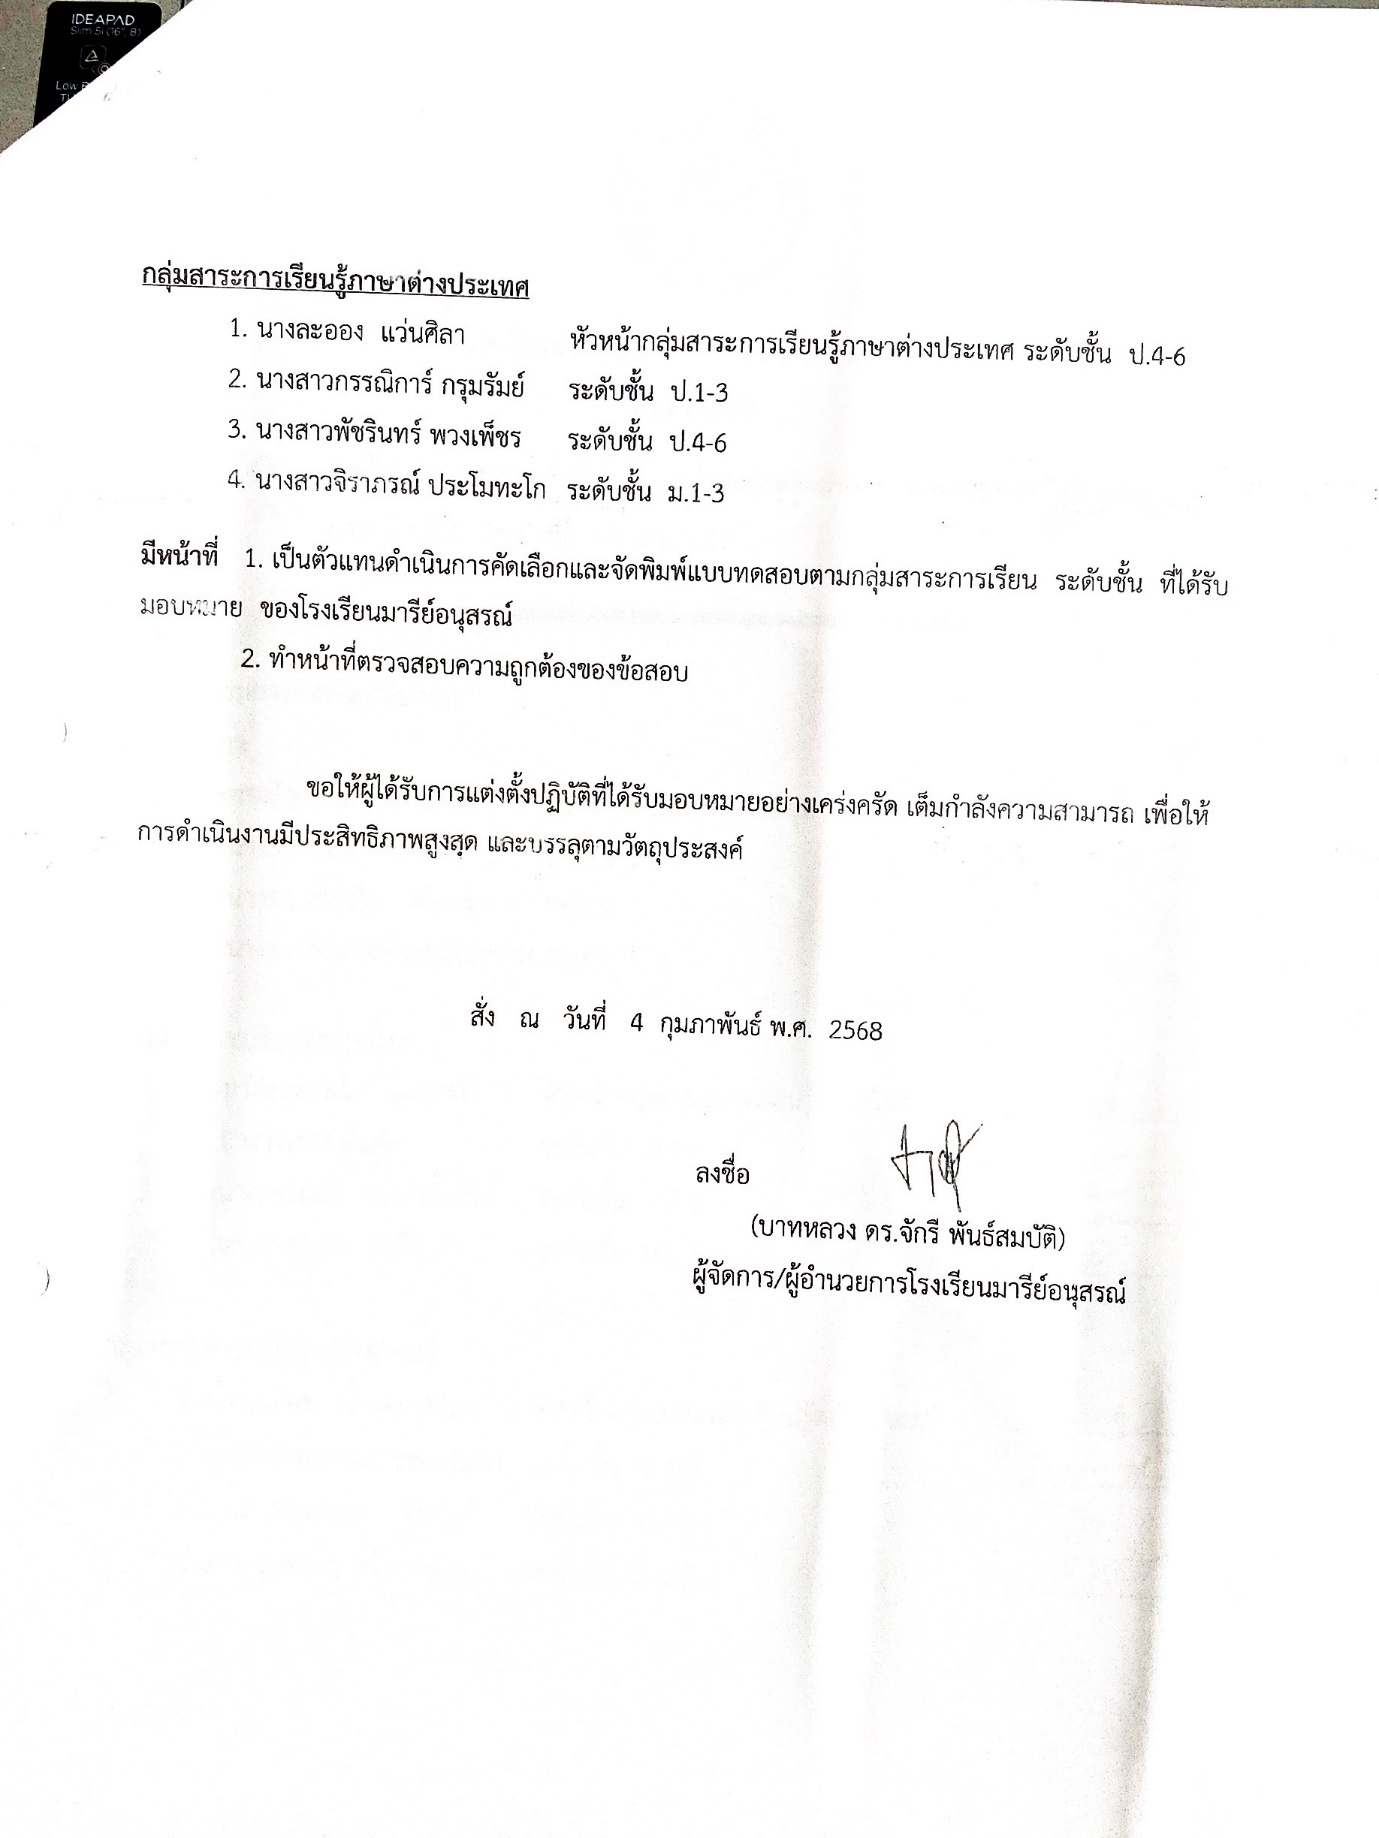 IDEAPAD
Slim 5i (16", 8)
กลุ่มสาระการเรียนรู้ภาษาต่างประเทศ
1. นางละออง แว่นศิลา หัวหน้ากลุ่มสาระการเรียนรู้ภาษาต่างประเทศ ระดับชั้น ป.4-6
2. นางสาวกรรณิการ์ กรุมรัมย์ ระดับชั้น ป.1-3
3. นางสาวพัชรินทร์ พวงเพ็ชร ระดับชั้น ป.4-6
4. นางสาวจิราภรณ์ ประโมทะโก ระดับชั้น ม.1-3
มีหน้าที่ 1. เป็นตัวแทนดำเนินการคัดเลือกและจัดพิมพ์แบบทดสอบตามกลุ่มสาระการเรียน ระดับชั้น ที่ได้รับ
มอบหมาย ของโรงเรียนมารีย์อนุสรณ์
2. ทำหน้าที่ตรวจสอบความถูกต้องของข้อสอบ
ขอให้ผู้ได้รับการแต่งตั้งปฏิบัติที่ได้รับมอบหมายอย่างเคร่งครัด เต็มกำลังความสามารถ เพื่อให้
การดำเนินงานมีประสิทธิภาพสูงสุด และบรรลุตามวัตถุประสงค์
สั่ง ณ วันที่ 4 กุมภาพันธ์ พ.ศ. 2568
ลงชื่อ
(บาทหลวง ดร.จักรี พันธ์สมบัติ)
ผู้จัดการ/ผู้อำนวยการโรงเรียนมารีย์อนุสรณ์